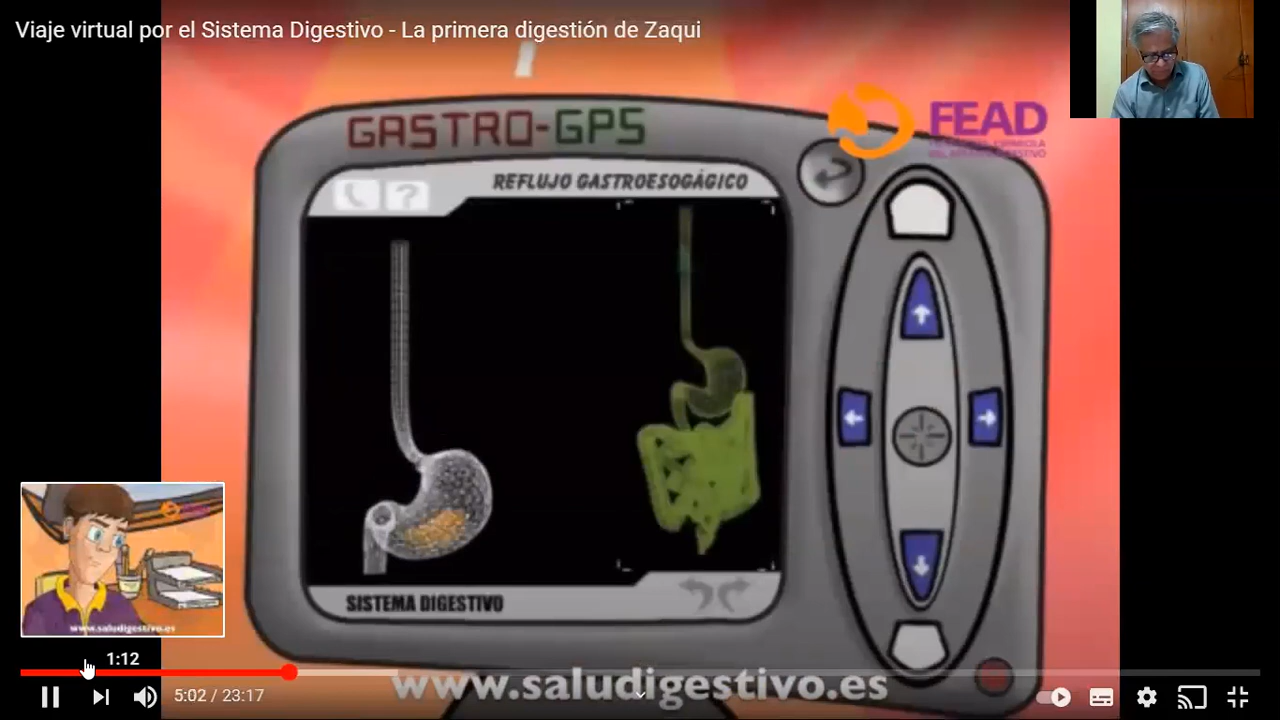 Viaje virtual por el Sistema Digestivo - La primera digestión de Zaqui
GASTRO-GPS
FEAD
REFLUJO GASTROESOGÁGICO
?
SISTEMA DIGESTIVO
www.saludigestivo.es
1:12
5:02 / 23:17
www.saludigestivo.es